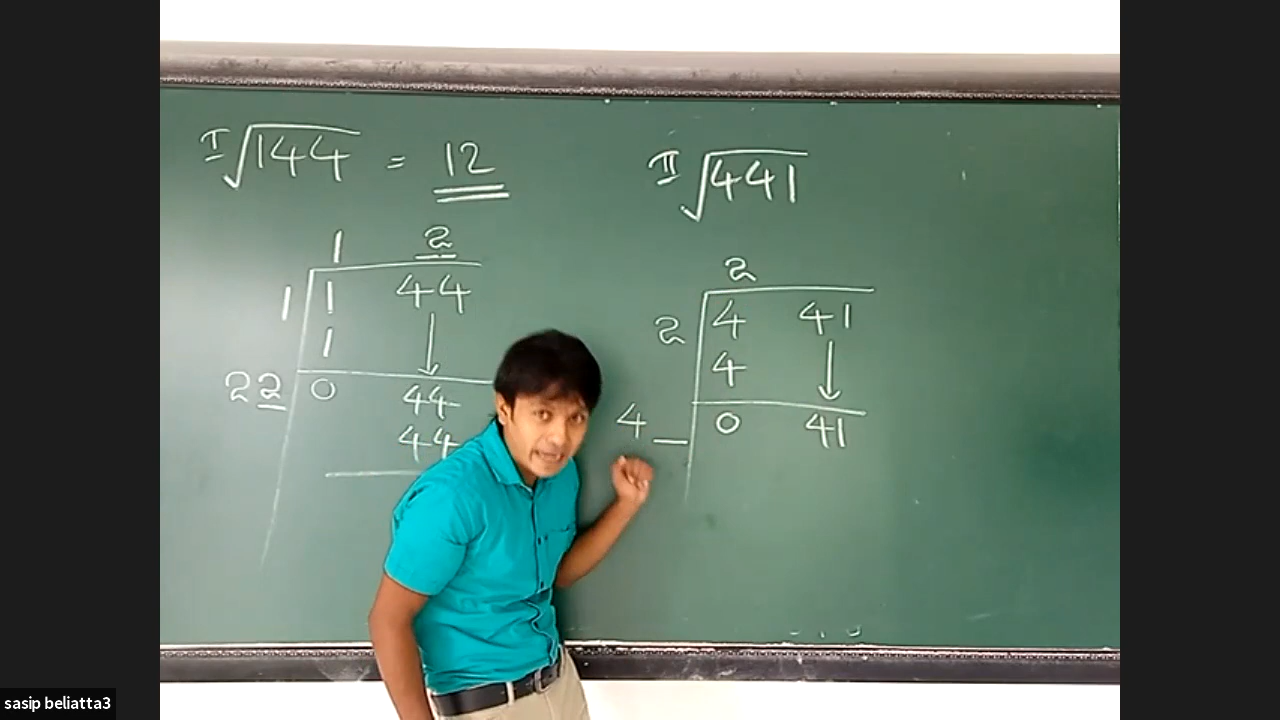 I √144 = 12
1 2
1 1 44
1
22 0 44
44
II √441
2
2 4 41
4
4_ 0 41
sasip beliatta3